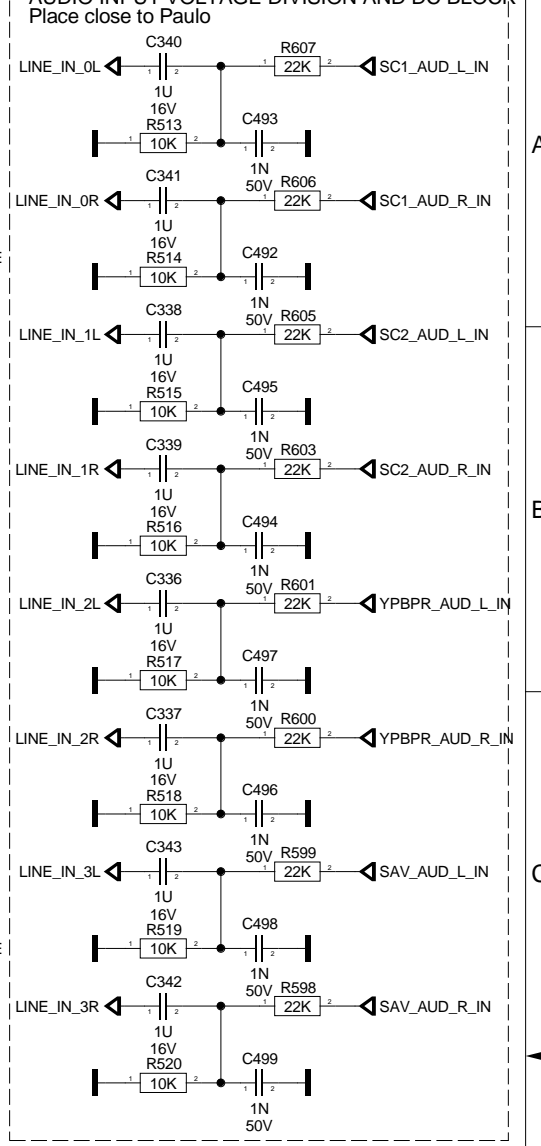 AUDIO INPUT VOLTAGE DIVISION AND DC BLOCK
Place close to Paulo
C340 R607
LINE_IN_0L 1 2 1 22K 2 SC1_AUD_L_IN
1U
16V
R513 C493
1 10K 2 1 2
1N
50V
A
C341 R606
LINE_IN_0R 1 2 1 22K 2 SC1_AUD_R_IN
1U
16V
R514 C492
1 10K 2 1 2
1N
50V
C338 R605
LINE_IN_1L 1 2 1 22K 2 SC2_AUD_L_IN
1U
16V
R515 C495
1 10K 2 1 2
1N
50V
C339 R603
LINE_IN_1R 1 2 1 22K 2 SC2_AUD_R_IN
1U
16V
B
R516 C494
1 10K 2 1 2
1N
50V
C336 R601
LINE_IN_2L 1 2 1 22K 2 YPBPR_AUD_L_IN
1U
16V
R517 C497
1 10K 2 1 2
1N
50V
C337 R600
LINE_IN_2R 1 2 1 22K 2 YPBPR_AUD_R_IN
1U
16V
R518 C496
1 10K 2 1 2
1N
50V
C343 R599
LINE_IN_3L 1 2 1 22K 2 SAV_AUD_L_IN
C
1U
16V
R519 C498
1 10K 2 1 2
1N
50V
C342 R598
LINE_IN_3R 1 2 1 22K 2 SAV_AUD_R_IN
1U
16V
R520 C499
1 10K 2 1 2
1N
50V